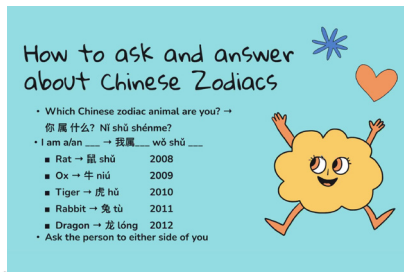 How to ask and answer
about Chinese Zodiacs
• Which Chinese zodiac animal are you? →
你 属 什么? Nǐ shǔ shénme?
• I am a/an ___ → 我属___ wǒ shǔ ___
▪ Rat → 鼠 shǔ 2008
▪ Ox → 牛 niú 2009
▪ Tiger → 虎 hǔ 2010
▪ Rabbit → 兔 tù 2011
▪ Dragon → 龙 lóng 2012
• Ask the person to either side of you